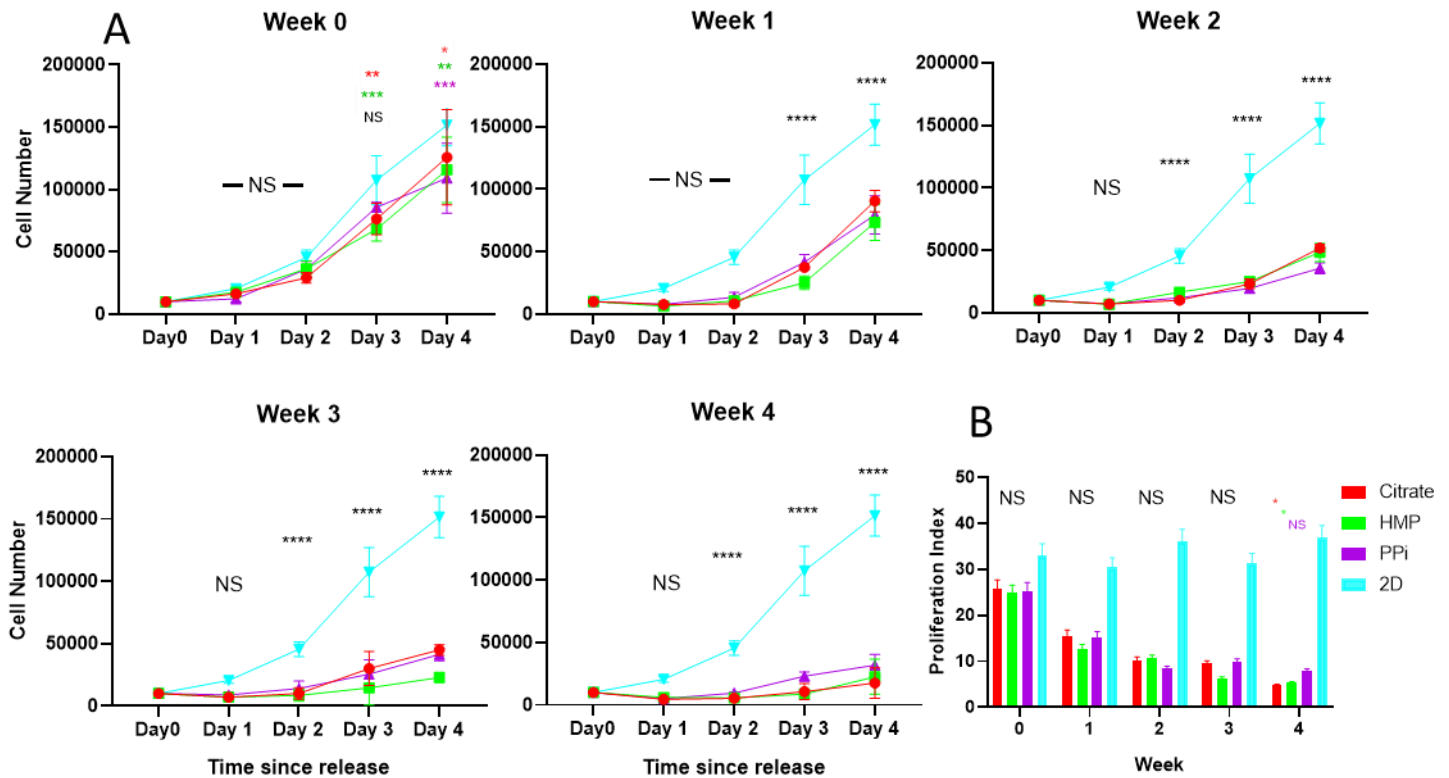 A
Week 0
Cell Number
200000
150000
100000
50000
0
Day0 Day 1 Day 2 Day 3 Day 4
NS
**
***
NS
*
**
***
Week 1
200000
150000
100000
50000
0
Day0 Day 1 Day 2 Day 3 Day 4
NS
****
****
Week 2
200000
150000
100000
50000
0
Day0 Day 1 Day 2 Day 3 Day 4
NS
****
****
****
Week 3
Cell Number
200000
150000
100000
50000
0
Day0 Day 1 Day 2 Day 3 Day 4
NS
****
****
****
Time since release
Week 4
200000
150000
100000
50000
0
Day0 Day 1 Day 2 Day 3 Day 4
NS
****
****
****
Time since release
B
Proliferation Index
50
40
30
20
10
0
NS NS NS NS
*
*
NS
0 1 2 3 4
Week
Citrate
HMP
PPi
2D